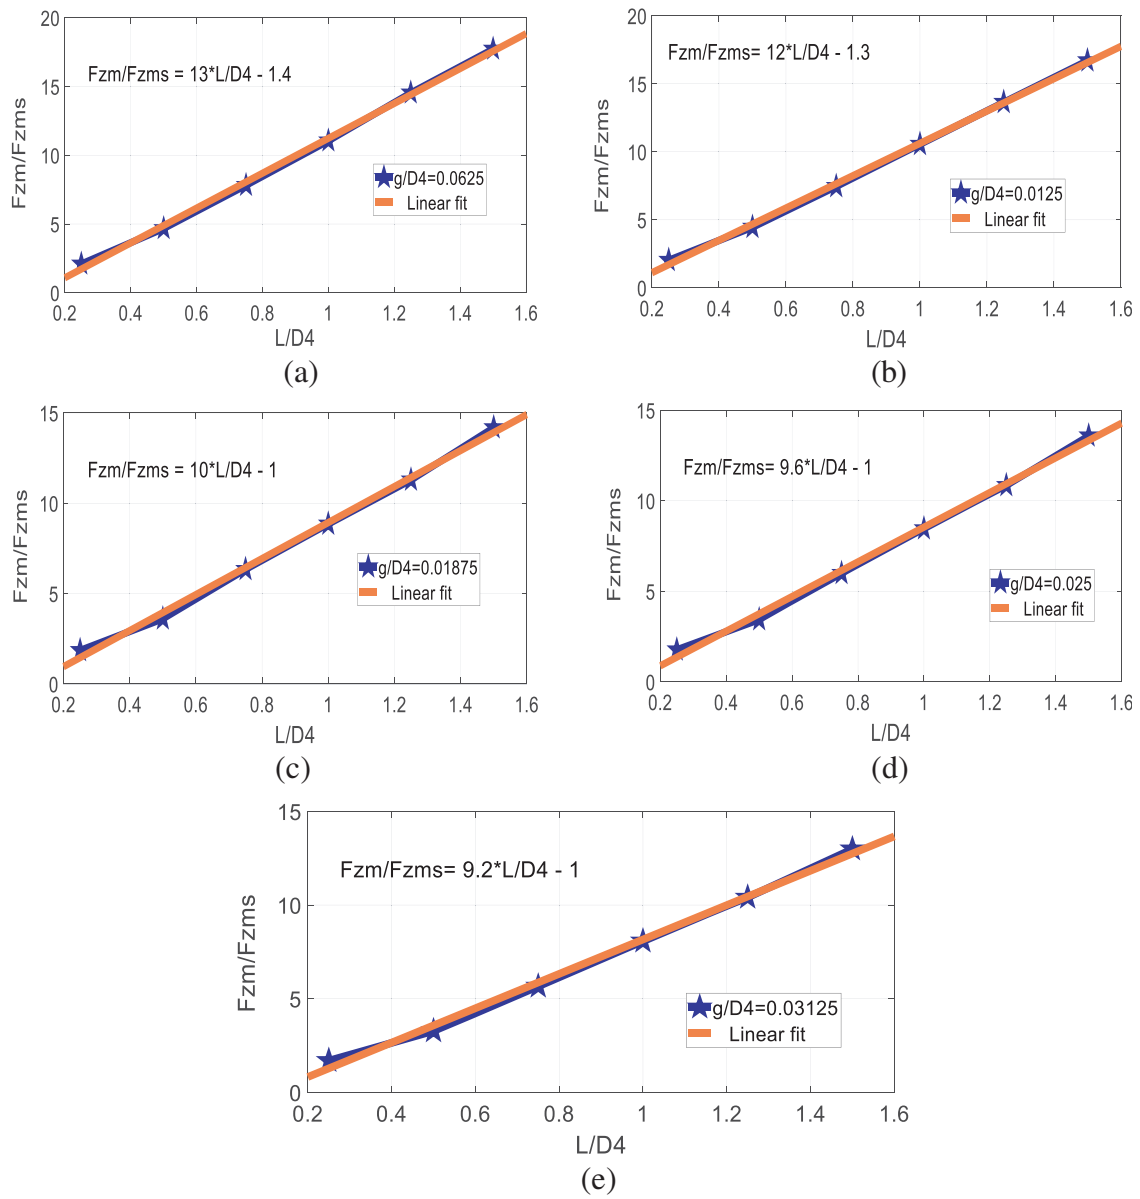 20
15
10
5
0
Fzm/Fzms
Fzm/Fzms = 13*L/D4 - 1.4
g/D4=0.0625
Linear fit
0.2 0.4 0.6 0.8 1 1.2 1.4 1.6
L/D4
(a)
20
15
10
5
0
Fzm/Fzms
Fzm/Fzms= 12*L/D4 - 1.3
g/D4=0.0125
Linear fit
0.2 0.4 0.6 0.8 1 1.2 1.4 1.6
L/D4
(b)
15
10
5
0
Fzm/Fzms
Fzm/Fzms = 10*L/D4 - 1
g/D4=0.01875
Linear fit
0.2 0.4 0.6 0.8 1 1.2 1.4 1.6
L/D4
(c)
15
10
5
0
Fzm/Fzms
Fzm/Fzms= 9.6*L/D4 - 1
g/D4=0.025
Linear fit
0.2 0.4 0.6 0.8 1 1.2 1.4 1.6
L/D4
(d)
15
10
5
0
Fzm/Fzms
Fzm/Fzms= 9.2*L/D4 - 1
g/D4=0.03125
Linear fit
0.2 0.4 0.6 0.8 1 1.2 1.4 1.6
L/D4
(e)